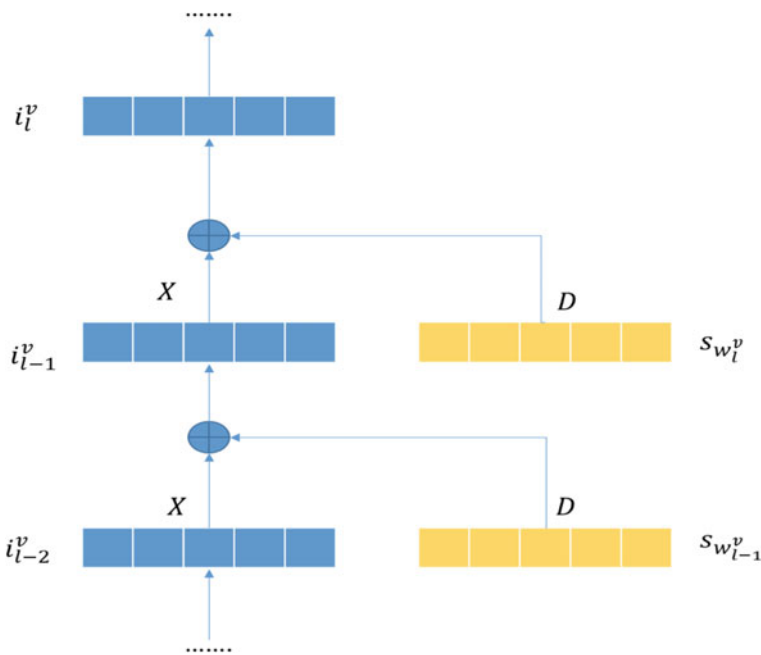 .......
i_l^v
X
D
i_{l-1}^v
s_{w_l^v}
X
D
i_{l-2}^v
s_{w_{l-1}^v}
.......